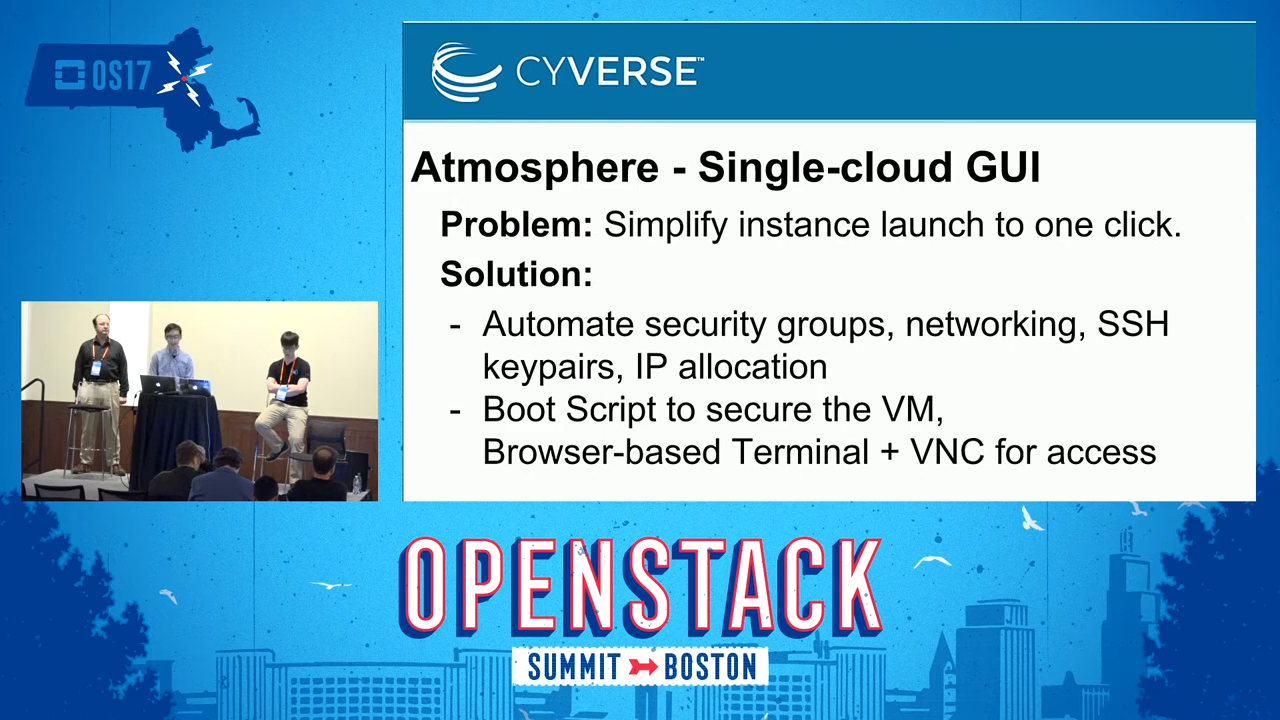 OS17
CYVERSE™
Atmosphere - Single-cloud GUI
Problem: Simplify instance launch to one click.
Solution:
- Automate security groups, networking, SSH
keypairs, IP allocation
- Boot Script to secure the VM,
Browser-based Terminal + VNC for access
OPENSTACK
SUMMIT BOSTON